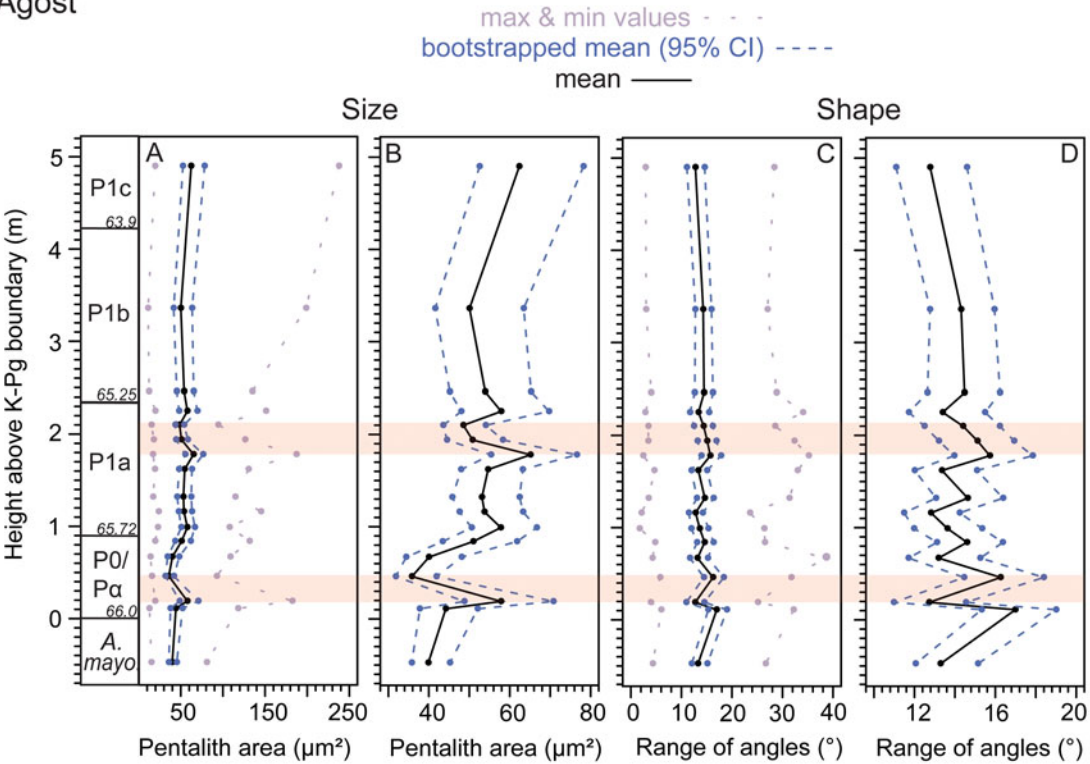 Agost
max & min values
bootstrapped mean (95% CI)
mean
Size
Shape
A
B
C
D
Height above K-Pg boundary (m)
5
4
3
2
1
0
P1c
63.9
P1b
65.25
P1a
65.72
P0/
Pα
66.0
A.
mayo.
50 150 250
40 60 80
0 10 20 30 40
12 16 20
Pentalith area (µm²)
Pentalith area (µm²)
Range of angles (°)
Range of angles (°)